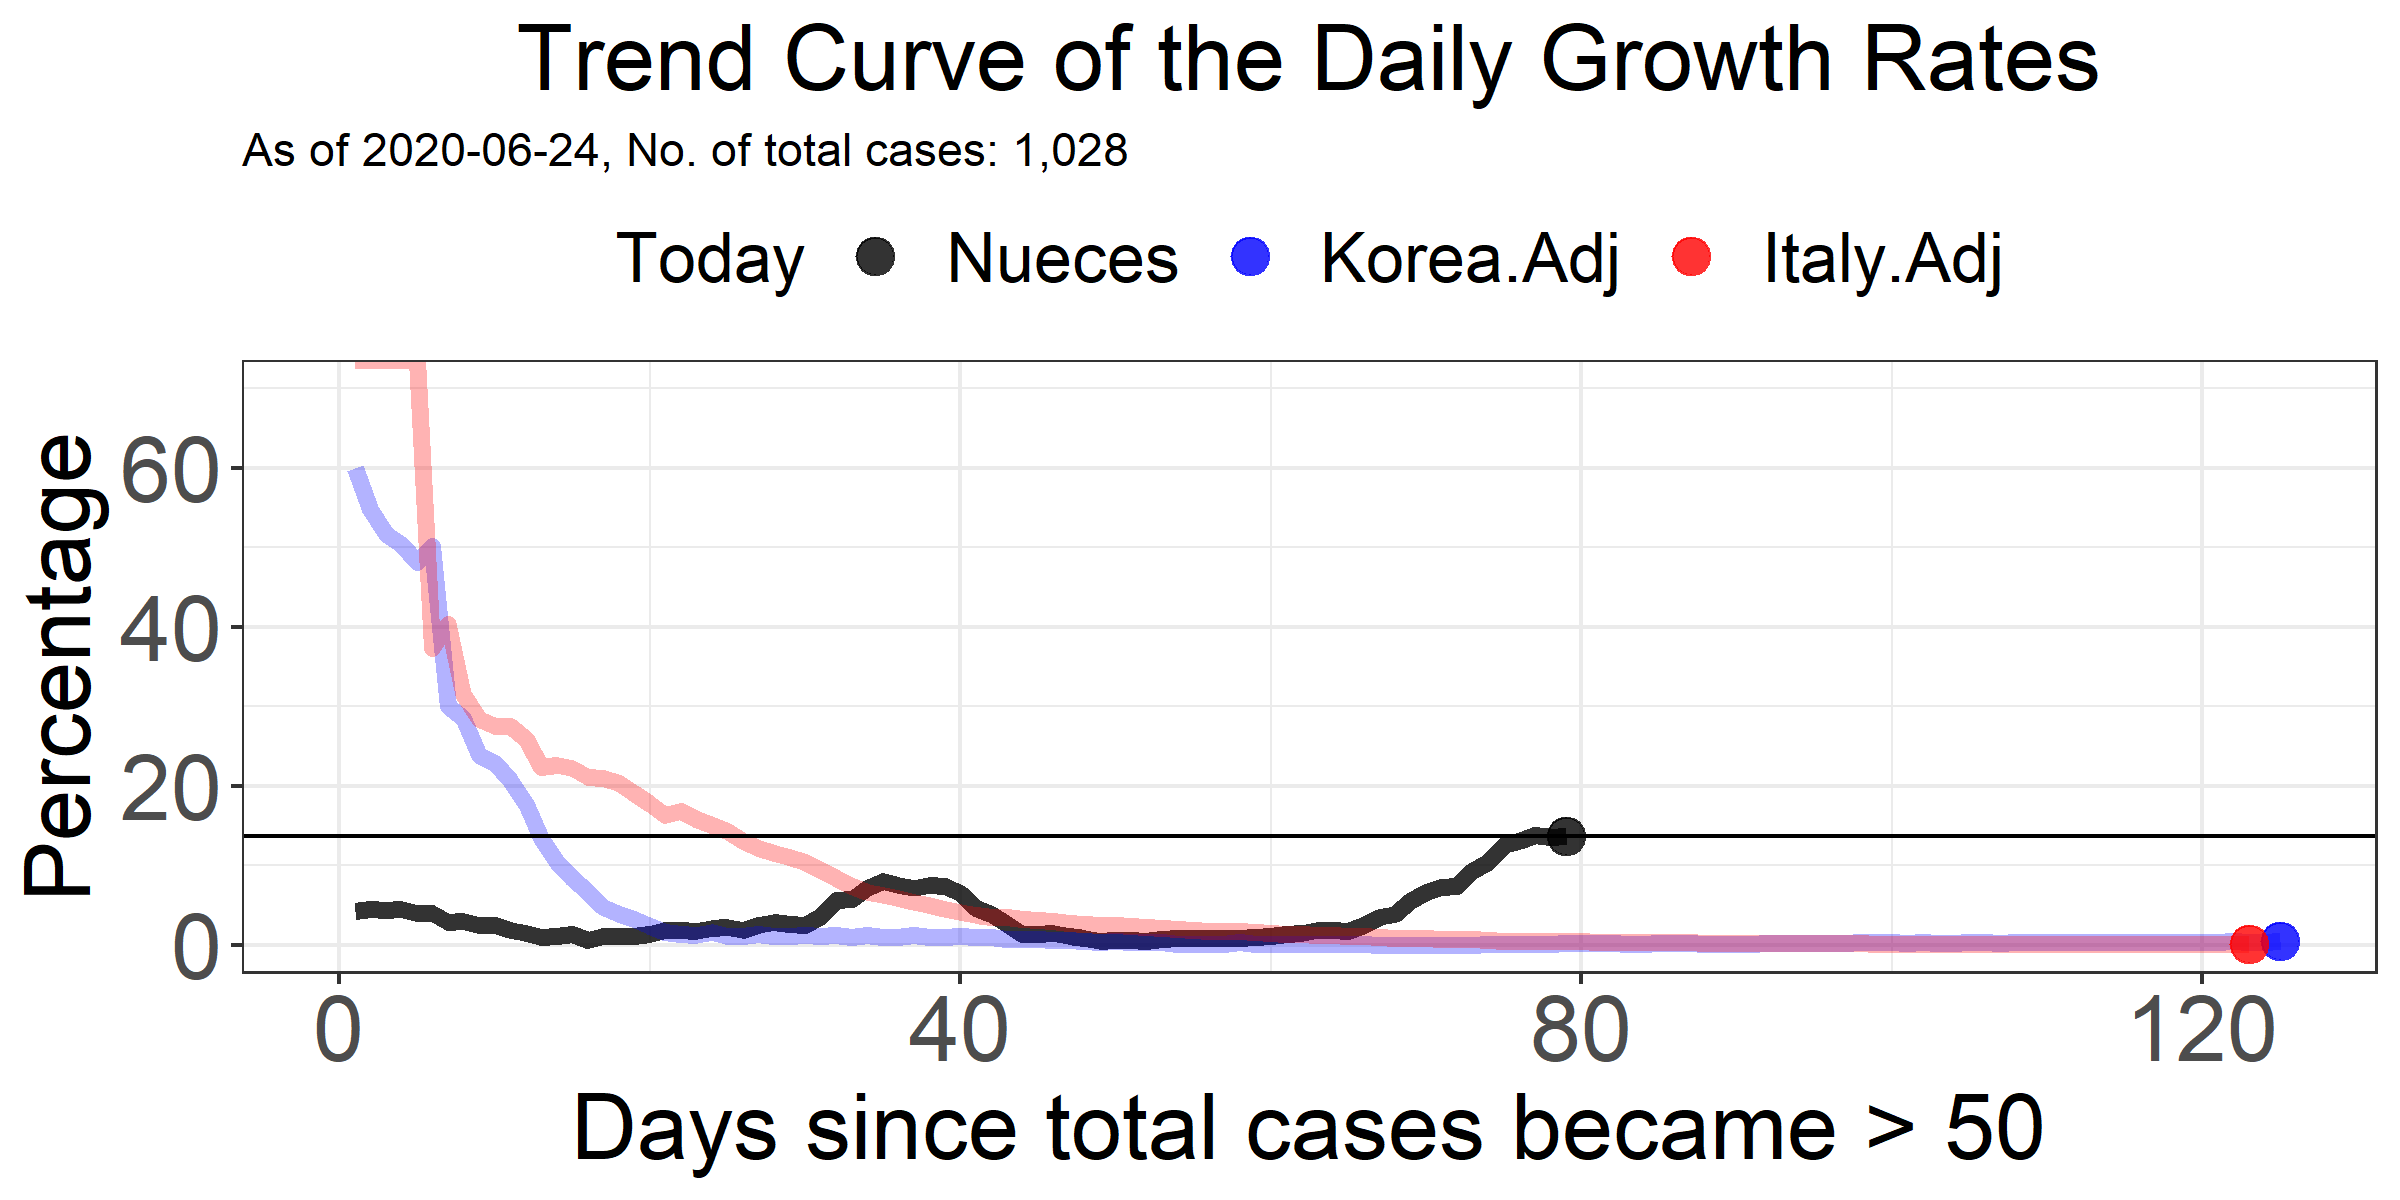 Trend Curve of the Daily Growth Rates
As of 2020-06-24, No. of total cases: 1,028
Today Nueces Korea.Adj Italy.Adj
Percentage
60
40
20
0
0 40 80 120
Days since total cases became > 50